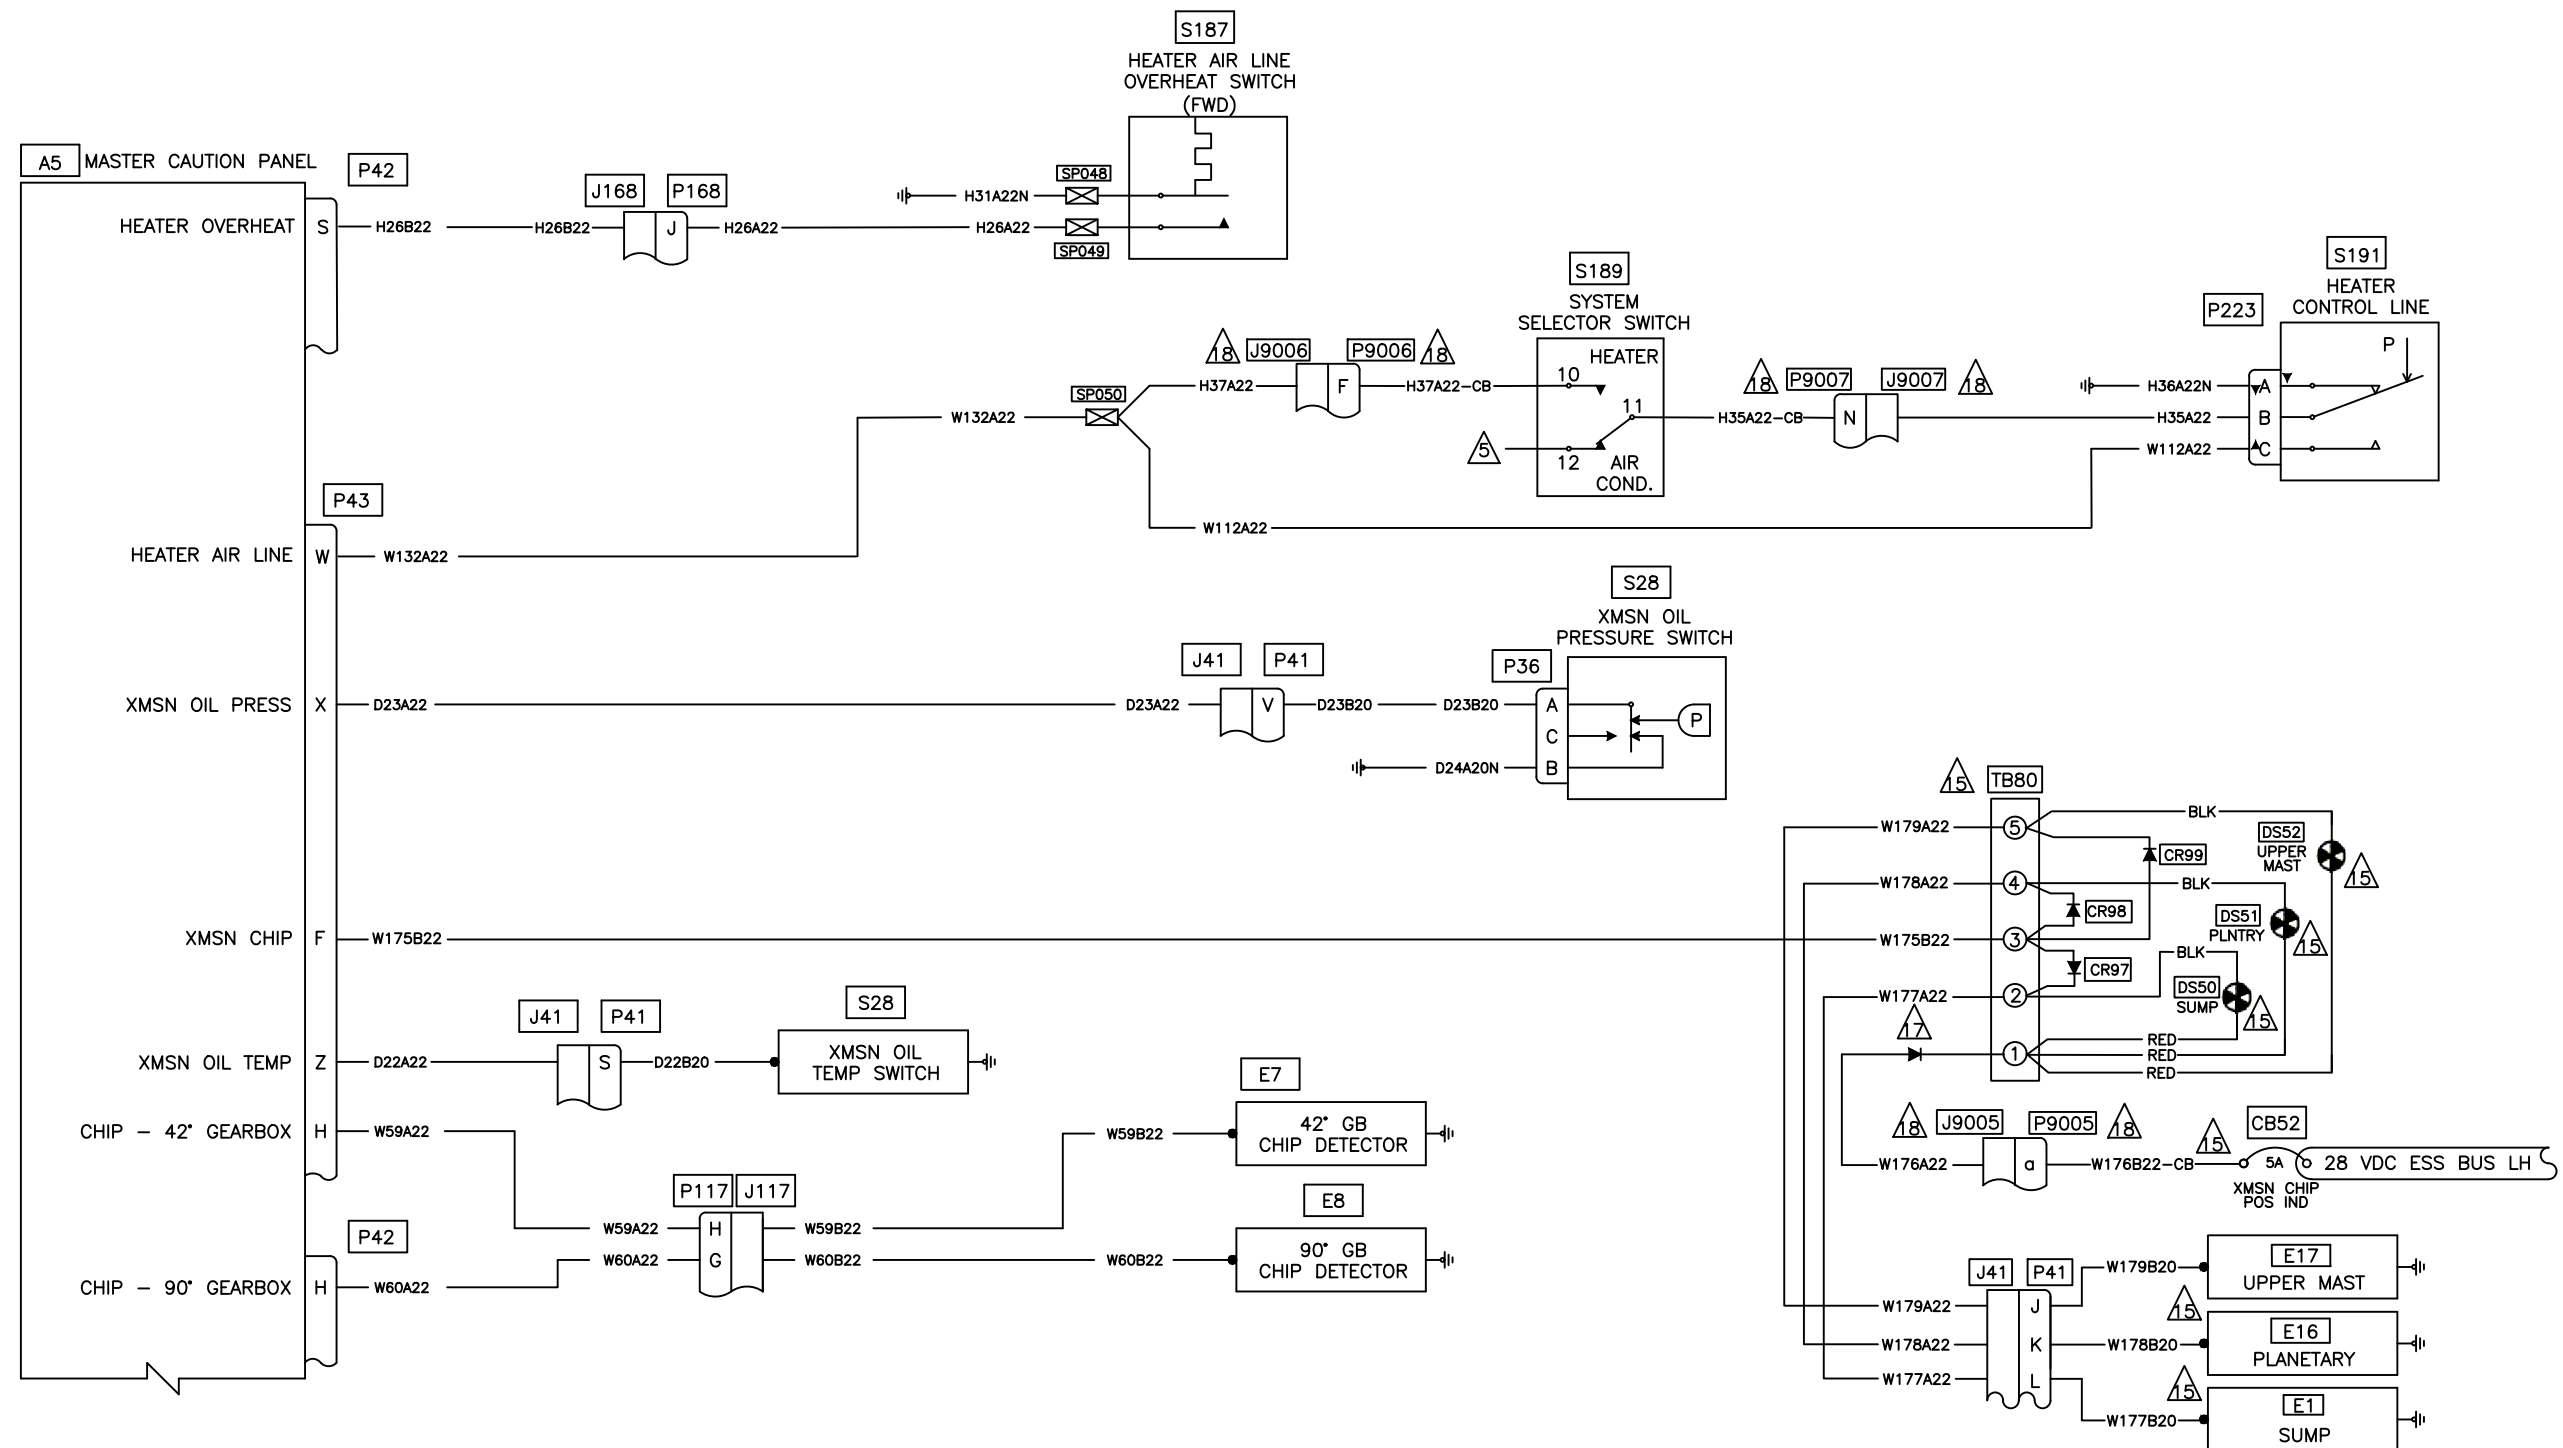 S187
HEATER AIR LINE
OVERHEAT SWITCH
(FWD)
A5 MASTER CAUTION PANEL
P42
J168 P168
SP048
H31A22N
HEATER OVERHEAT S H26B22 H26B22 J H26A22 H26A22
SP049
S189
SYSTEM
SELECTOR SWITCH
S191
HEATER
CONTROL LINE
P223
18 J9006 P9006 18
HEATER
P
10
18 P9007 J9007 18
H37A22 F H37A22-CB
H36A22N A
SP050
W132A22
11
H35A22-CB N H35A22 B
5
12 AIR
COND.
W112A22 C
W112A22
P43
HEATER AIR LINE W W132A22
S28
XMSN OIL
PRESSURE SWITCH
J41 P41 P36
XMSN OIL PRESS X D23A22 D23A22 V D23B20 D23B20 A
P
C
D24A20N B
15 TB80
BLK
W179A22 5
DS52
UPPER
MAST
15
CR99
W178A22 4 BLK
CR98
DS51
PLNTRY
15
XMSN CHIP F W175B22 W175B22 3
BLK
CR97
W177A22 2
DS50
SUMP
15
17
RED
1 RED
RED
J41 P41 S28
XMSN OIL TEMP Z D22A22 S D22B20
XMSN OIL
TEMP SWITCH
E7
42° GB
CHIP DETECTOR
CHIP - 42° GEARBOX H W59A22 W59B22
18 J9005 P9005 18 15 CB52
W176A22 a W176B22-CB 5A 28 VDC ESS BUS LH
XMSN CHIP
POS IND
P117 J117
E8
W59A22 H W59B22
P42
W60A22 G W60B22 W60B22
90° GB
CHIP DETECTOR
CHIP - 90° GEARBOX H W60A22
J41 P41
W179B20 E17
UPPER MAST
W179A22 J
15
W178A22 K W178B20 E16
PLANETARY
W177A22 L
15
W177B20 E1
SUMP